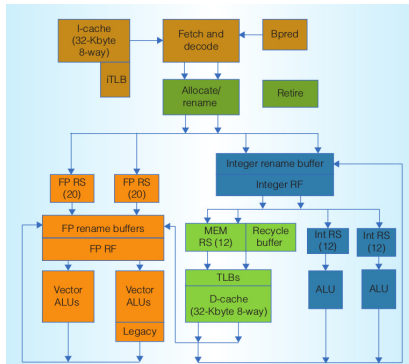 I-cache
(32-Kbyte
8-way)
iTLB
Fetch and
decode
Bpred
Allocate/
rename
Retire
FP RS
(20)
FP RS
(20)
Integer rename buffer
Integer RF
FP rename buffers
FP RF
MEM
RS (12)
Recycle
buffer
Int RS
(12)
Int RS
(12)
Vector
ALUs
Vector
ALUs
Legacy
TLBs
D-cache
(32-Kbyte 8-way)
ALU
ALU